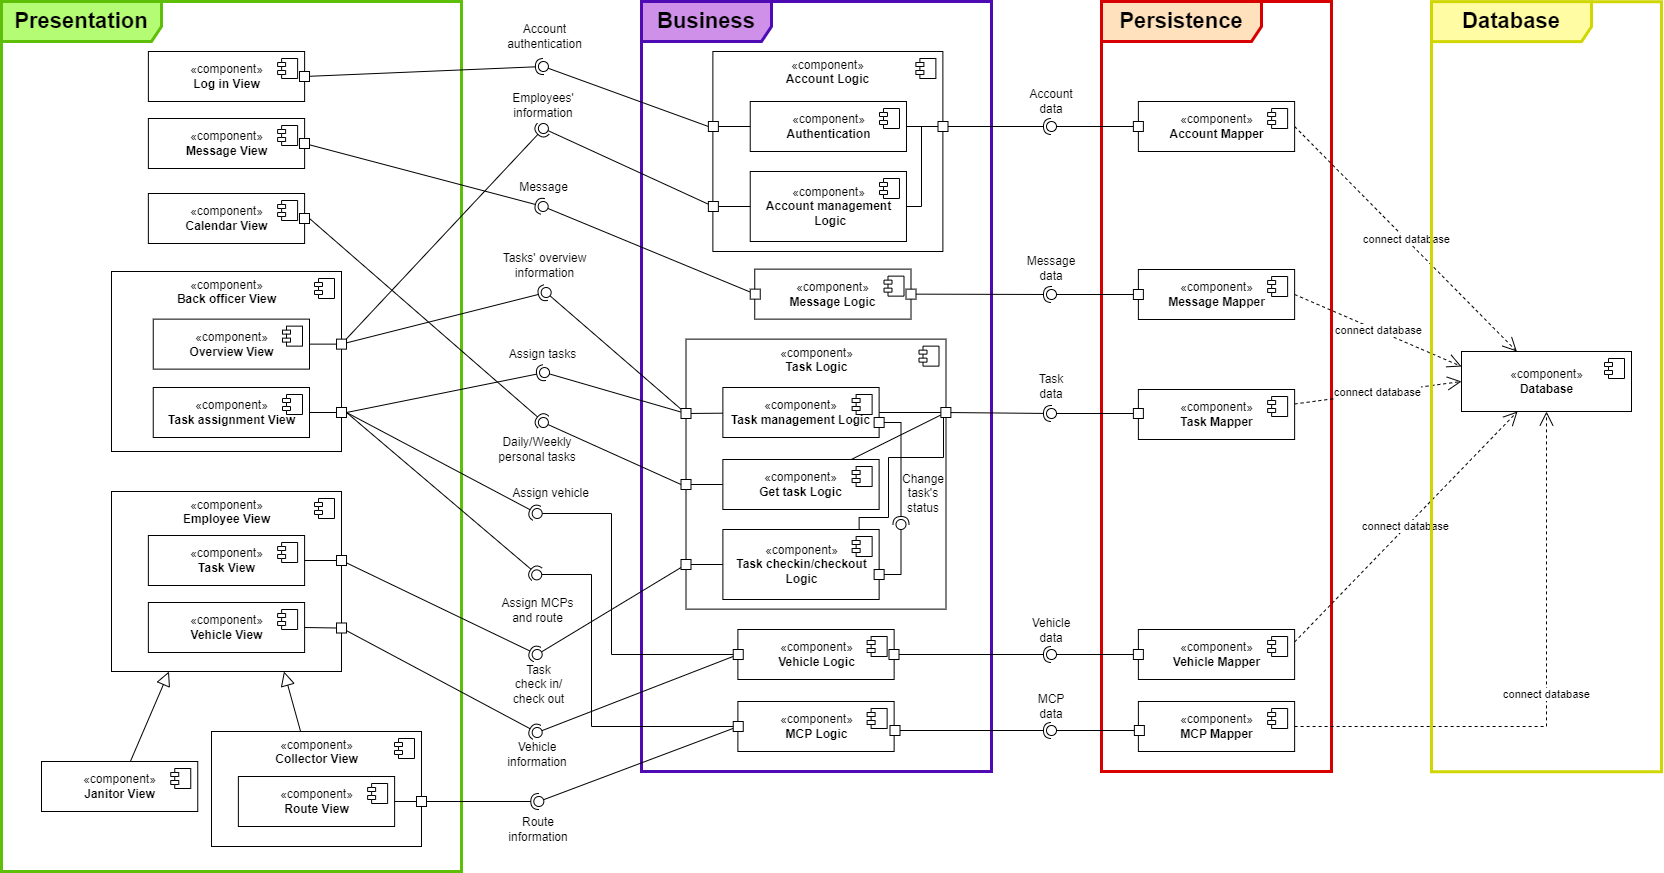 Presentation
«component»
Log in View
«component»
Message View
«component»
Calendar View
«component»
Back officer View
«component»
Overview View
«component»
Task assignment View
«component»
Employee View
«component»
Task View
«component»
Vehicle View
«component»
Janitor View
«component»
Collector View
«component»
Route View
Account
authentication
Employees'
information
Message
Tasks' overview
information
Assign tasks
Daily/Weekly
personal tasks
Assign vehicle
Assign MCPs
and route
Task
check in/
check out
Vehicle
information
Route
information
Business
«component»
Account Logic
«component»
Authentication
«component»
Account management
Logic
«component»
Message Logic
«component»
Task Logic
«component»
Task management Logic
«component»
Get task Logic
Change
task's
status
«component»
Task checkin/checkout
Logic
«component»
Vehicle Logic
«component»
MCP Logic
Account
data
Message
data
Task
data
Vehicle
data
MCP
data
Persistence
«component»
Account Mapper
«component»
Message Mapper
«component»
Task Mapper
«component»
Vehicle Mapper
«component»
MCP Mapper
connect database
connect database
connect database
connect database
connect database
Database
«component»
Database